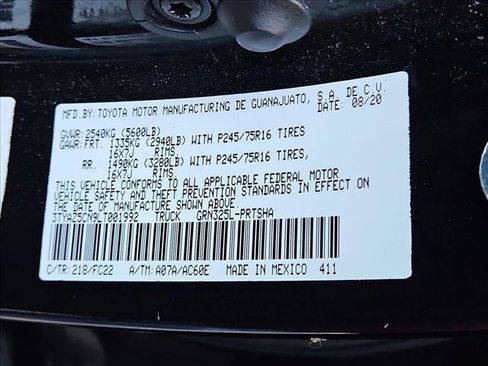 MFD.BY: TOYOTA MOTOR MANUFACTURING DE GUANAJUATO, S.A. DE C.V.
DATE: 08/20
GVWR: 2540KG (5600LB)
GAWR: FRT. 1335KG (2940LB) WITH P245/75R16 TIRES
16X7J RIMS
RR. 1490KG (3280LB) WITH P245/75R16 TIRES,
16X7J RIMS.
THIS VEHICLE CONFORMS TO ALL APPLICABLE FEDERAL MOTOR
VEHICLE SAFETY AND THEFT PREVENTION STANDARDS IN EFFECT ON
THE DATE OF MANUFACTURE SHOWN ABOVE.
3TYAZ5CN9LT001992 TRUCK GRN325L-PRTSHA
C/TR: 218/FC22 A/TM: A07A/AC60E MADE IN MEXICO 411